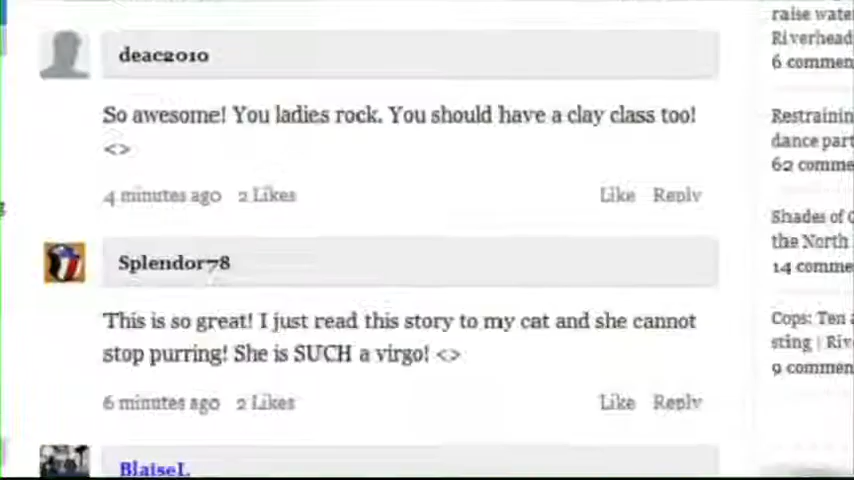 deac2010
So awesome! You ladies rock. You should have a clay class too!
<>
4 minutes ago 2 Likes Like Reply
Splendor78
This is so great! I just read this story to my cat and she cannot
stop purring! She is SUCH a virgo! <>
6 minutes ago 2 Likes Like Reply
BlaiseL
raise wate
Riverhead
6 commen
Restrainin
dance part
62 comme
Shades of
the North
14 comme
Cops: Ten
sting | Riv
9 commen